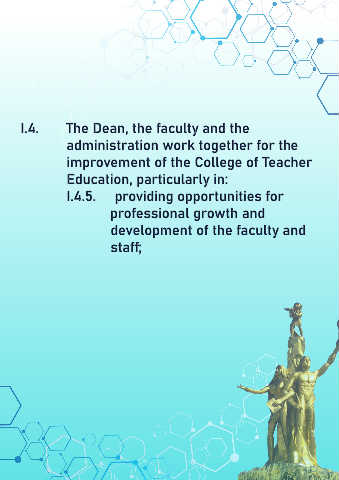 I.4. The Dean, the faculty and the
administration work together for the
improvement of the College of Teacher
Education, particularly in:
I.4.5. providing opportunities for
professional growth and
development of the faculty and
staff;